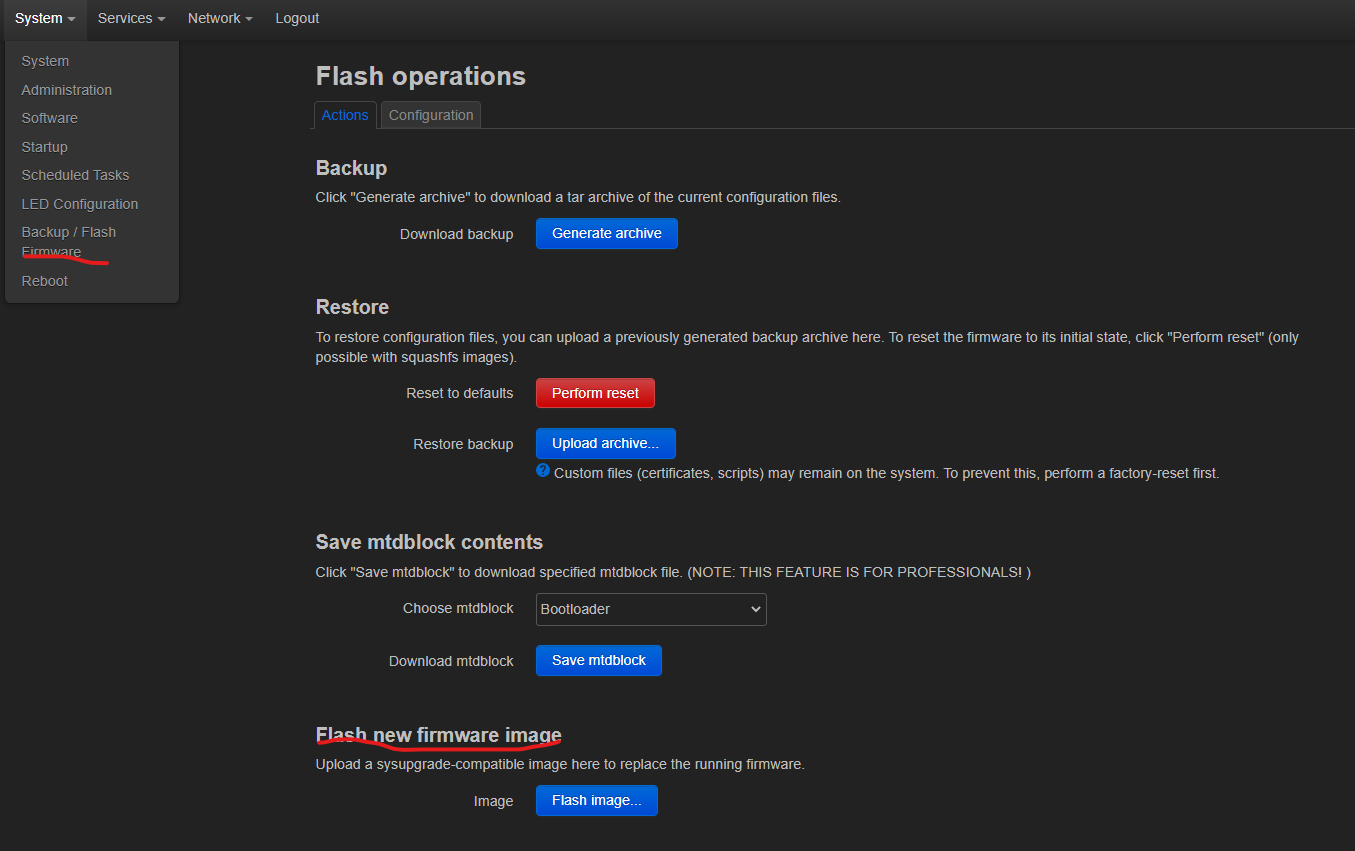 System Services Network Logout
System
Administration
Software
Startup
Scheduled Tasks
LED Configuration
Backup / Flash
Firmware
Reboot
Flash operations
Actions Configuration
Backup
Click "Generate archive" to download a tar archive of the current configuration files.
Download backup Generate archive
Restore
To restore configuration files, you can upload a previously generated backup archive here. To reset the firmware to its initial state, click "Perform reset" (only
possible with squashfs images).
Reset to defaults Perform reset
Restore backup Upload archive...
? Custom files (certificates, scripts) may remain on the system. To prevent this, perform a factory-reset first.
Save mtdblock contents
Click "Save mtdblock" to download specified mtdblock file. (NOTE: THIS FEATURE IS FOR PROFESSIONALS! )
Choose mtdblock Bootloader
Download mtdblock Save mtdblock
Flash new firmware image
Upload a sysupgrade-compatible image here to replace the running firmware.
Image Flash image...